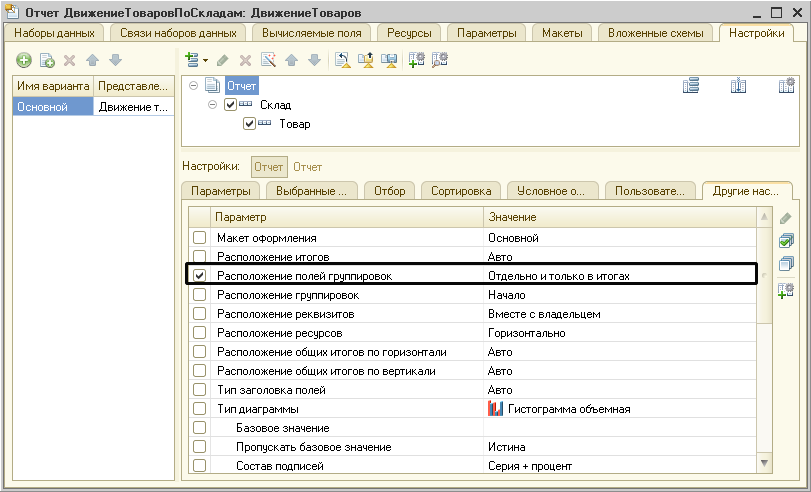 Отчет ДвижениеТоваровПоСкладам: ДвижениеТоваров
Наборы данных
Связи наборов данных
Вычисляемые поля
Ресурсы
Параметры
Макеты
Вложенные схемы
Настройки
Имя варианта
Представле...
Основной
Движение т...
Отчет
Склад
Товар
Настройки:
Отчет
Отчет
Параметры
Выбранные ...
Отбор
Сортировка
Условное о...
Пользовате...
Другие нас...
Параметр
Значение
Макет оформления
Основной
Расположение итогов
Авто
Расположение полей группировок
Отдельно и только в итогах
Расположение группировок
Начало
Расположение реквизитов
Вместе с владельцем
Расположение ресурсов
Горизонтально
Расположение общих итогов по горизонтали
Авто
Расположение общих итогов по вертикали
Авто
Тип заголовка полей
Авто
Тип диаграммы
Гистограмма объемная
Базовое значение
Пропускать базовое значение
Истина
Состав подписей
Серия + процент